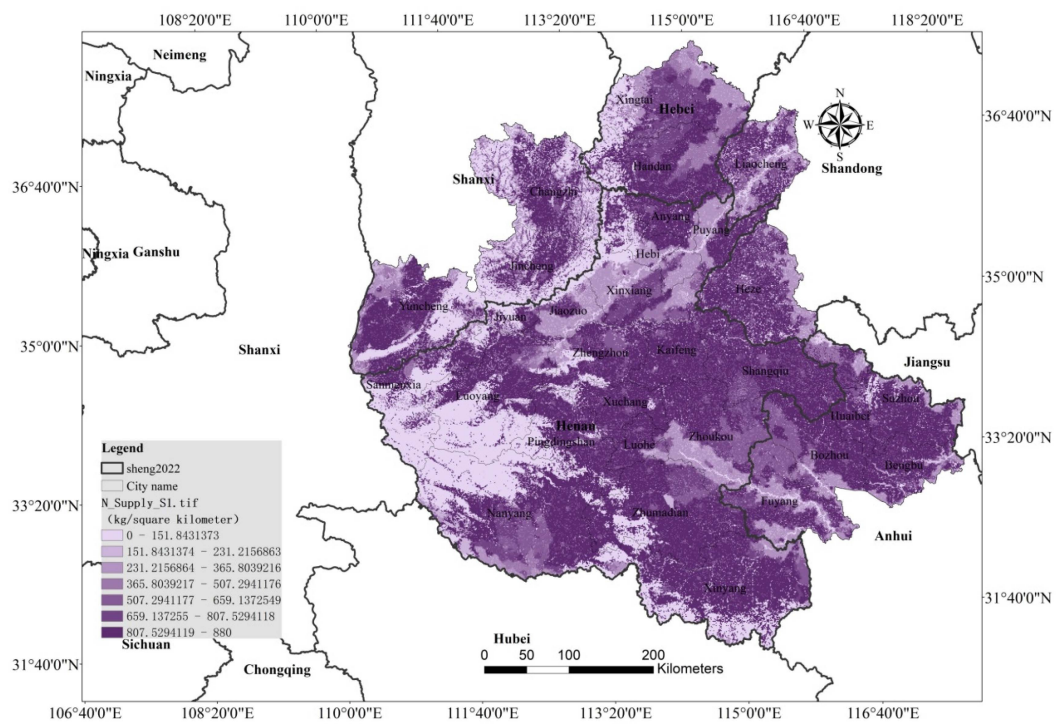 108°20'0"E 110°0'0"E 111°40'0"E 113°20'0"E 115°0'0"E 116°40'0"E 118°20'0"E
Neimeng
Ningxia
Xingtai
Hebei
N
W E
S
36°40'0"N
Handan
Liaocheng
Shandong
36°40'0"N
Shanxi
Changzhi
Anyang
Puyang
Ningxia
Ganshu
Hebi
Jincheng
35°0'0"N
Xinxiang
Heze
Yuncheng
Jiyuan
Jiaozuo
35°0'0"N
Shanxi
Zhengzhou
Kaifeng
Jiangsu
Shangqiu
Sanmenxia
Luoyang
Suzhou
Xuchang
Huaibei
Henan
Zhoukou
33°20'0"N
Pingdingshan
Luohe
Bozhou
Bengbu
Legend
sheng2022
City name
N_Supply_S1.tif
(kg/square kilometer)
0 - 151.8431373
151.8431374 - 231.2156863
231.2156864 - 365.8039216
365.8039217 - 507.2941176
507.2941177 - 659.1372549
659.137255 - 807.5294118
807.5294119 - 880
33°20'0"N
Fuyang
Nanyang
Zhumadian
Anhui
Xinyang
31°40'0"N
Sichuan
Hubei
31°40'0"N
Chongqing
0 50 100 200
Kilometers
106°40'0"E 108°20'0"E 110°0'0"E 111°40'0"E 113°20'0"E 115°0'0"E 116°40'0"E